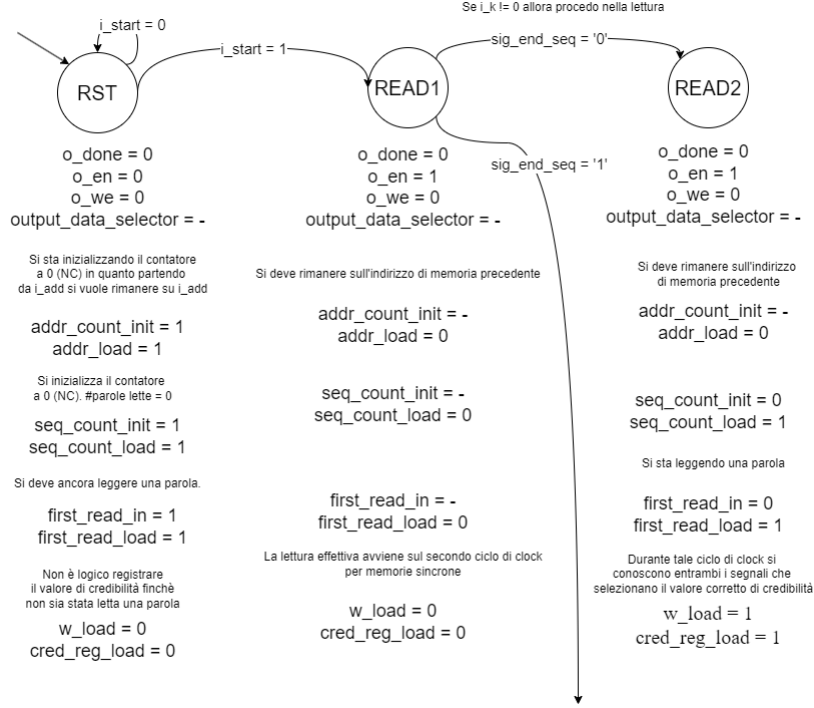 Se i_k != 0 allora procedo nella lettura
i_start = 0
i_start = 1
sig_end_seq = '0'
sig_end_seq = '1'
RST
o_done = 0
o_en = 0
o_we = 0
output_data_selector = -
Si sta inizializzando il contatore
a 0 (NC) in quanto partendo
da i_add si vuole rimanere su i_add
addr_count_init = 1
addr_load = 1
Si inizializza il contatore
a 0 (NC). #parole lette = 0
seq_count_init = 1
seq_count_load = 1
Si deve ancora leggere una parola.
first_read_in = 1
first_read_load = 1
Non è logico registrare
il valore di credibilità finchè
non sia stata letta una parola
w_load = 0
cred_reg_load = 0
READ1
o_done = 0
o_en = 1
o_we = 0
output_data_selector = -
Si deve rimanere sull'indirizzo di memoria precedente
addr_count_init = -
addr_load = 0
seq_count_init = -
seq_count_load = 0
first_read_in = -
first_read_load = 0
La lettura effettiva avviene sul secondo ciclo di clock
per memorie sincrone
w_load = 0
cred_reg_load = 0
READ2
o_done = 0
o_en = 1
o_we = 0
output_data_selector = -
Si deve rimanere sull'indirizzo
di memoria precedente
addr_count_init = -
addr_load = 0
seq_count_init = 0
seq_count_load = 1
Si sta leggendo una parola
first_read_in = 0
first_read_load = 1
Durante tale ciclo di clock si
conoscono entrambi i segnali che
selezionano il valore corretto di credibilità
w_load = 1
cred_reg_load = 1